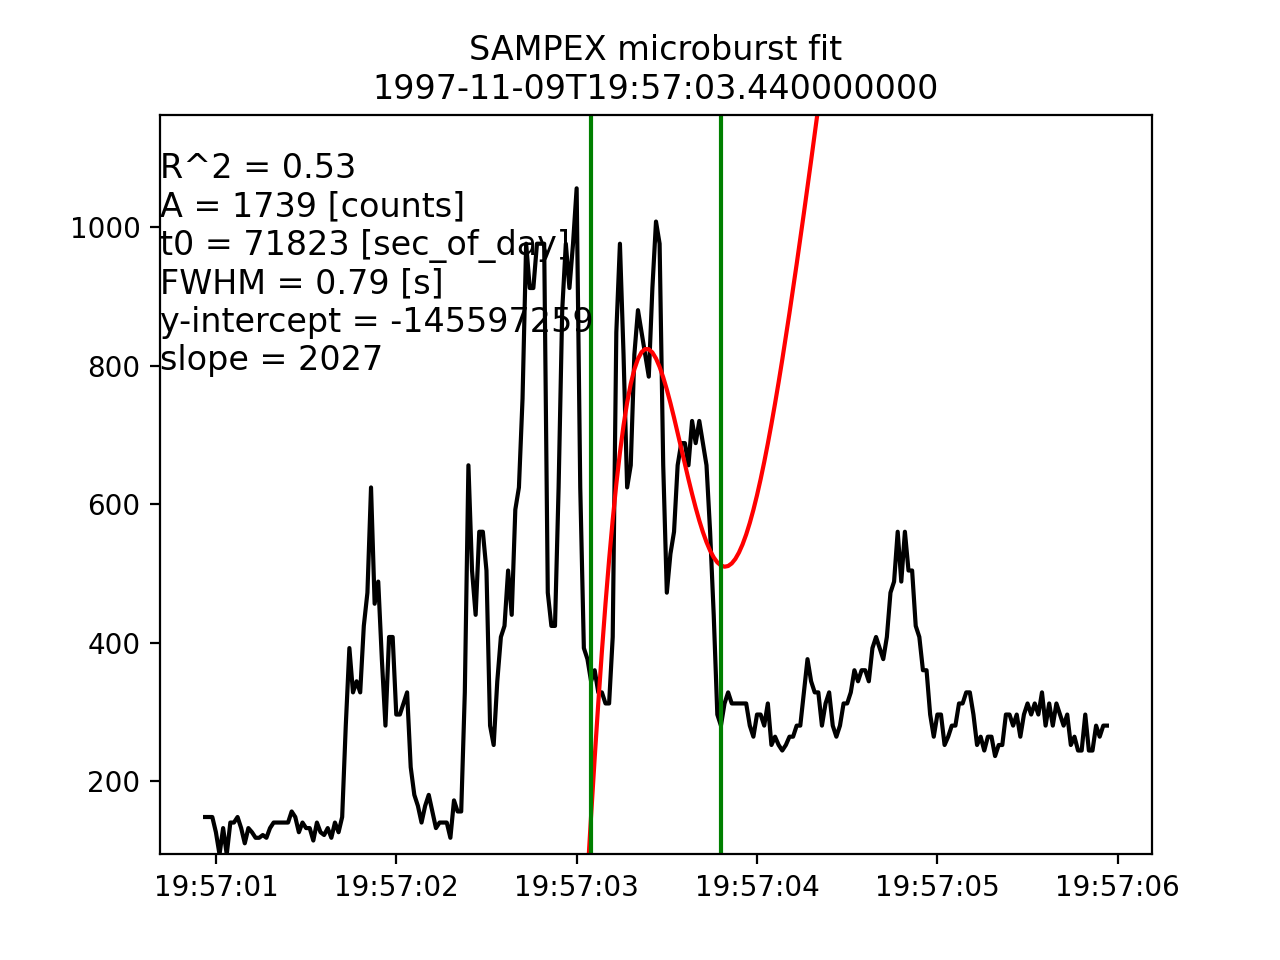 SAMPEX microburst fit
1997-11-09T19:57:03.440000000
R^2 = 0.53
A = 1739 [counts]
t0 = 71823 [sec_of_day]
FWHM = 0.79 [s]
y-intercept = -145597259
slope = 2027
1000
800
600
400
200
19:57:01 19:57:02 19:57:03 19:57:04 19:57:05 19:57:06